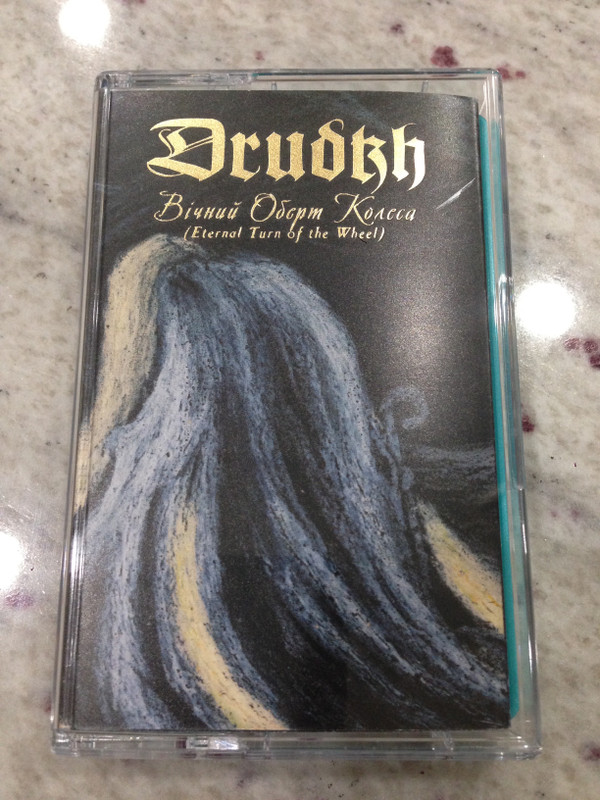 Drudkh
Вічний Оберт Колеса
(Eternal Turn of the Wheel)